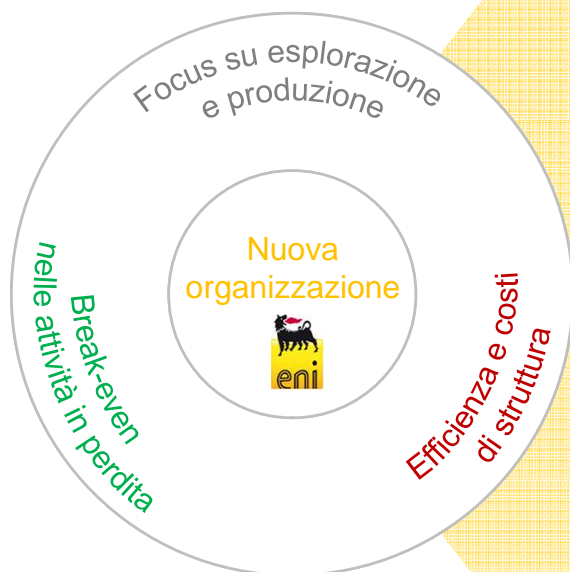 Focus su esplorazione
e produzione
Nuova
organizzazione
eni
Break-even
nelle attività in perdita
Efficienza e costi
di struttura